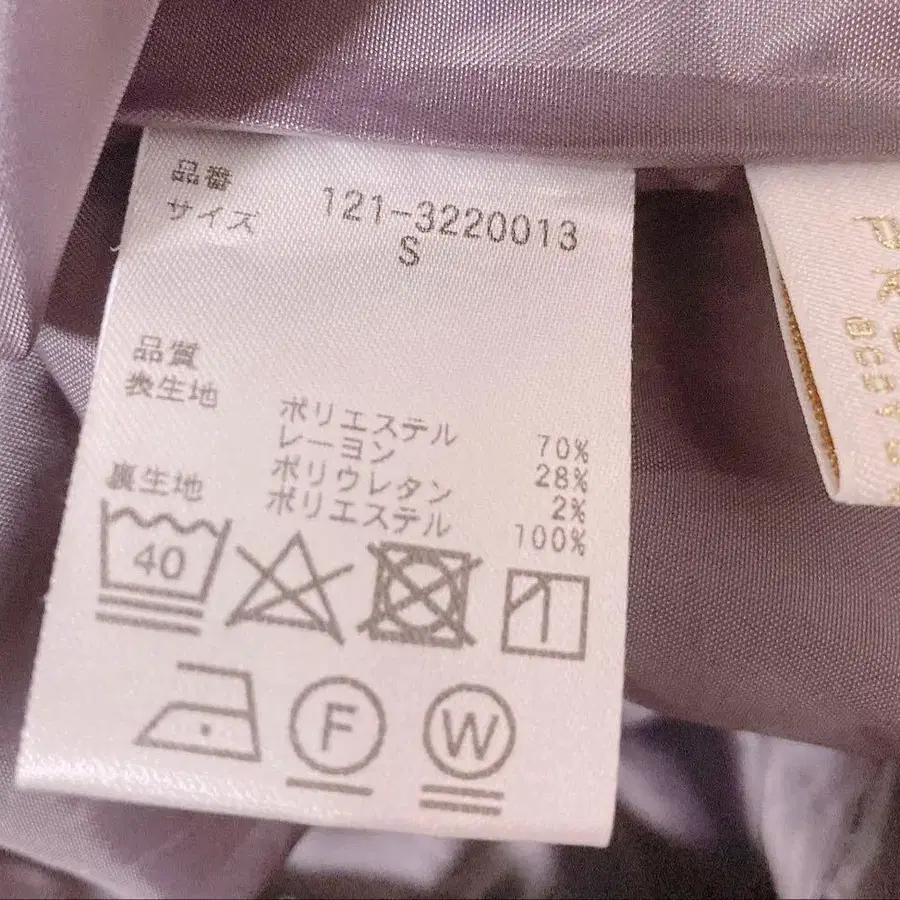 品番 121-3220013
サイズ S
品質
表生地 ポリエステル 70%
レーヨン 28%
ポリウレタン 2%
裏生地 ポリエステル 100%
40
F W